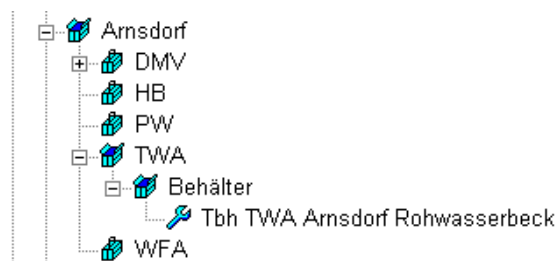 Arnsdorf
DMV
HB
PW
TWA
Behälter
Tbh TWA Arnsdorf Rohwasserbeck
WFA